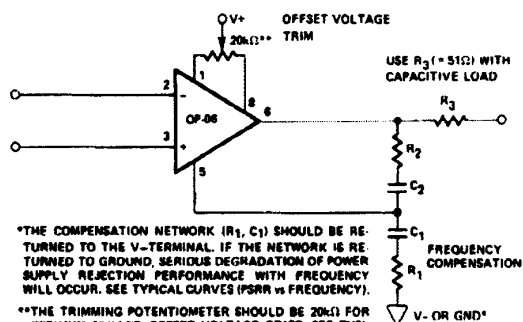 V+
OFFSET VOLTAGE
TRIM
20kΩ**
USE R3 (≈ 51Ω) WITH
CAPACITIVE LOAD
R3
1
8
2
−
OP-06
6
3
+
5
R2
C2
C1
R1
FREQUENCY
COMPENSATION
V- OR GND*
*THE COMPENSATION NETWORK (R1, C1) SHOULD BE RE-
TURNED TO THE V–TERMINAL. IF THE NETWORK IS RE-
TURNED TO GROUND, SERIOUS DEGRADATION OF POWER
SUPPLY REJECTION PERFORMANCE WITH FREQUENCY
WILL OCCUR. SEE TYPICAL CURVES (PSRR vs FREQUENCY).
**THE TRIMMING POTENTIOMETER SHOULD BE 20kΩ FOR